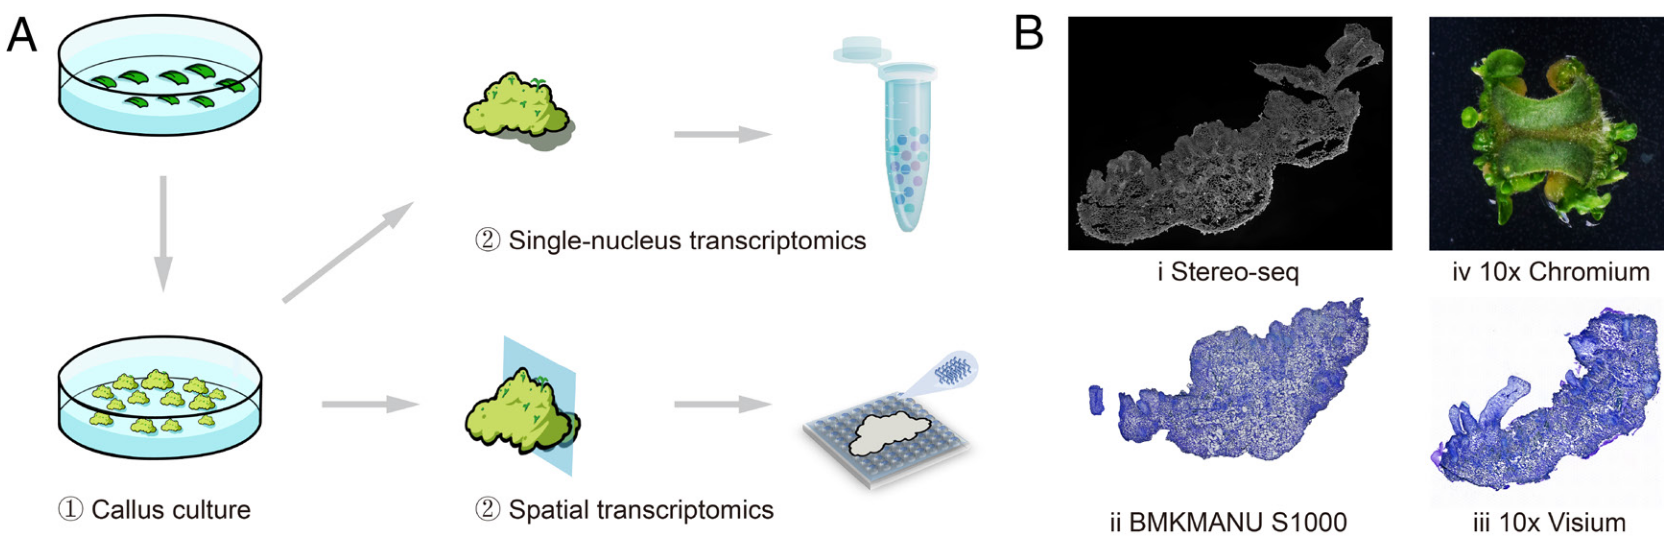 A
② Single-nucleus transcriptomics
① Callus culture
② Spatial transcriptomics
B
i Stereo-seq
iv 10x Chromium
ii BMKMANU S1000
iii 10x Visium